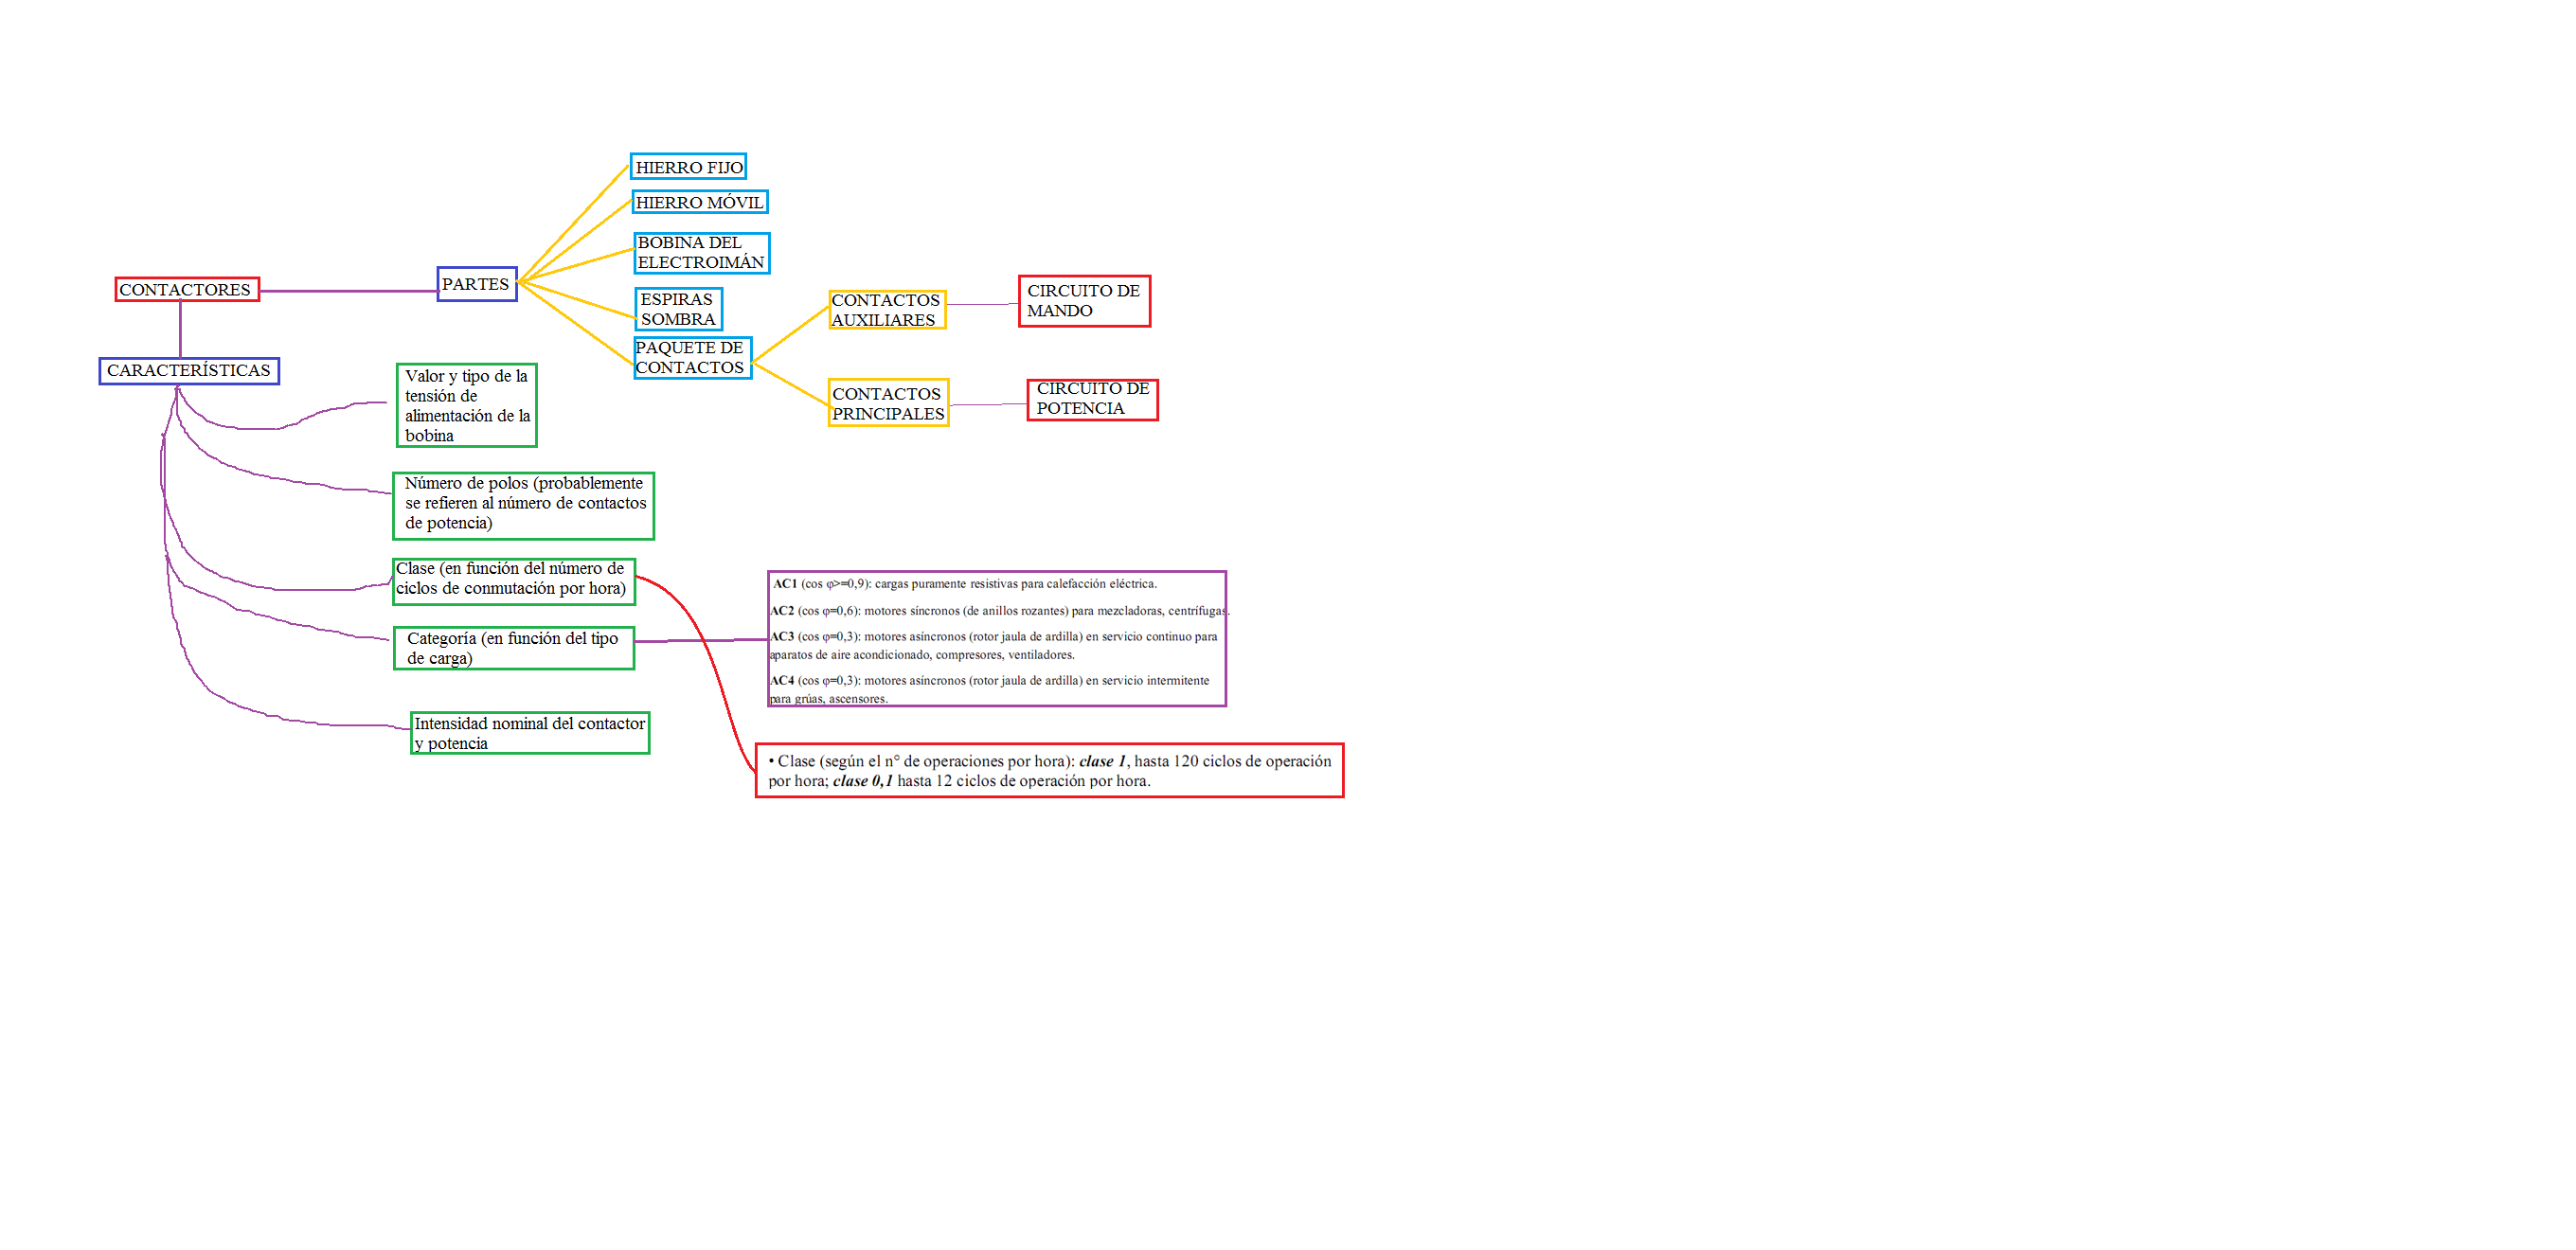 HIERRO FIJO
HIERRO MÓVIL
BOBINA DEL
ELECTROIMÁN
CONTACTORES
PARTES
ESPIRAS
SOMBRA
PAQUETE DE
CONTACTOS
CONTACTOS
AUXILIARES
CIRCUITO DE
MANDO
CONTACTOS
PRINCIPALES
CIRCUITO DE
POTENCIA
CARACTERÍSTICAS
Valor y tipo de la
tensión de
alimentación de la
bobina
Número de polos (probablemente
se refieren al número de contactos
de potencia)
Clase (en función del número de
ciclos de conmutación por hora)
Categoría (en función del tipo
de carga)
Intensidad nominal del contactor
y potencia
AC1 (cos φ>=0,9): cargas puramente resistivas para calefacción eléctrica.
AC2 (cos φ=0,6): motores síncronos (de anillos rozantes) para mezcladoras, centrífugas.
AC3 (cos φ=0,3): motores asíncronos (rotor jaula de ardilla) en servicio continuo para
aparatos de aire acondicionado, compresores, ventiladores.
AC4 (cos φ=0,3): motores asíncronos (rotor jaula de ardilla) en servicio intermitente
para grúas, ascensores.
• Clase (según el n° de operaciones por hora): clase 1, hasta 120 ciclos de operación
por hora; clase 0,1 hasta 12 ciclos de operación por hora.